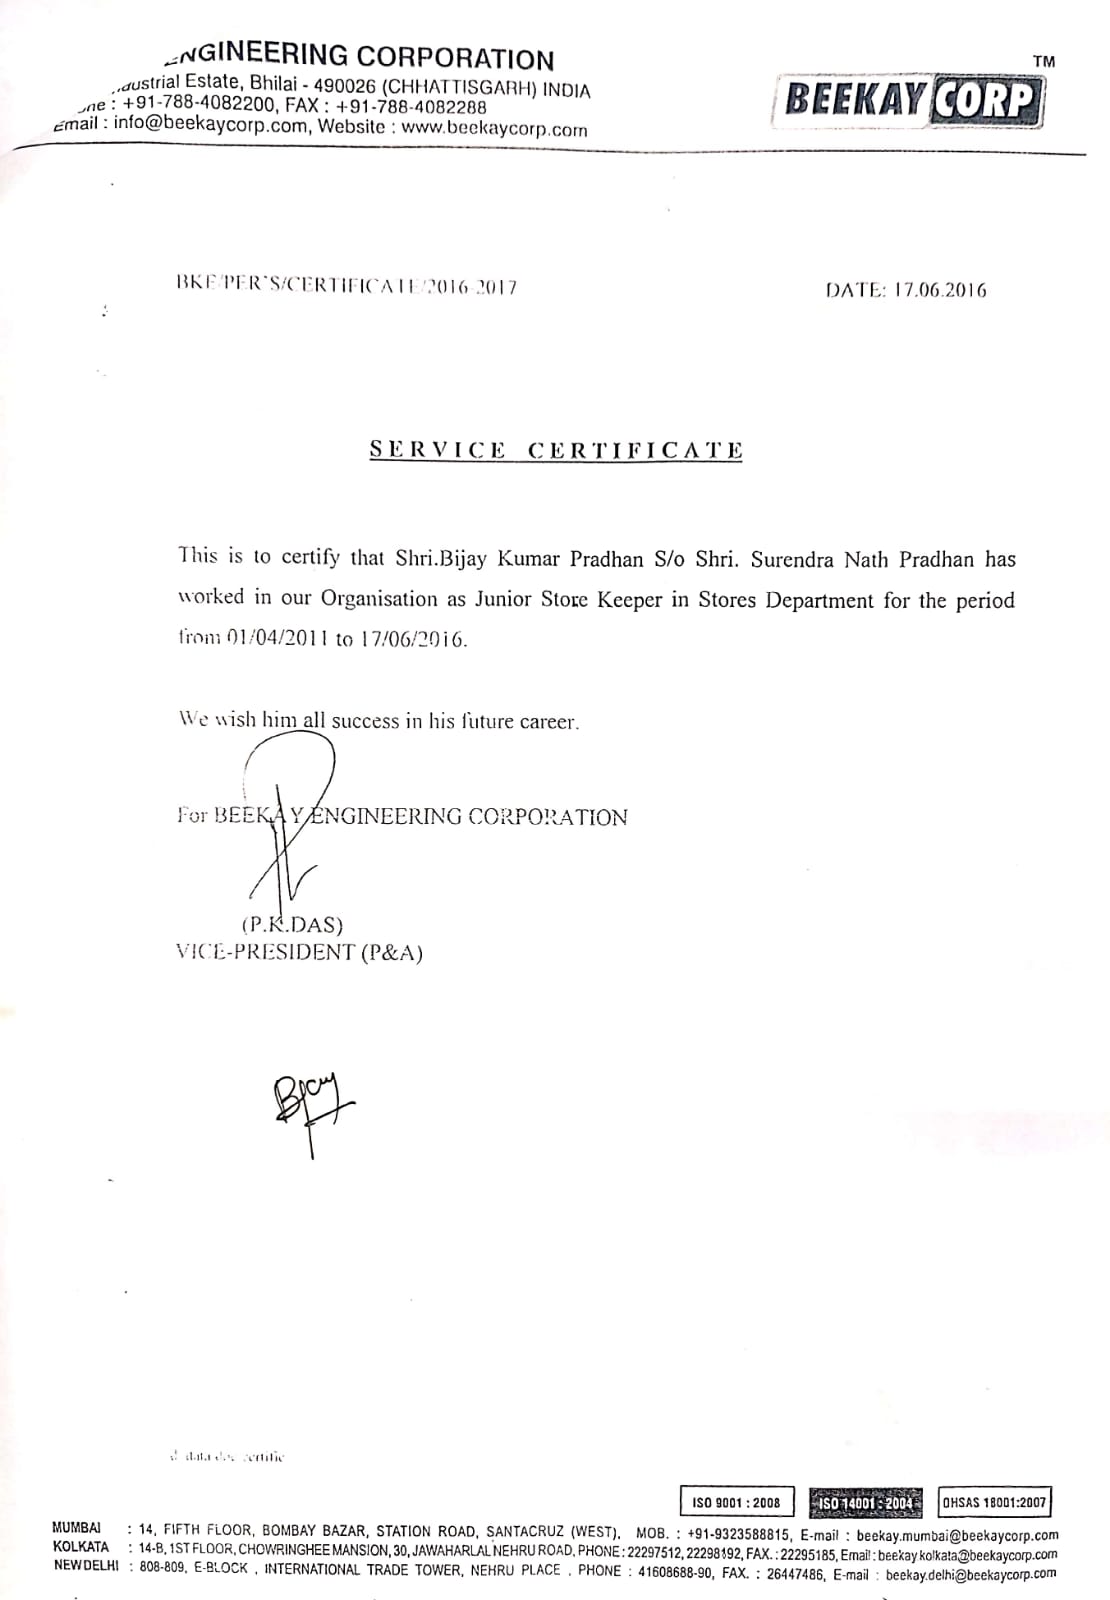 NGINEERING CORPORATION
ustrial Estate, Bhilai - 490026 (CHHATTISGARH) INDIA
ne : +91-788-4082200, FAX : +91-788-4082288
Email : info@beekaycorp.com, Website : www.beekaycorp.com
TM
BEEKAY CORP
BKE/PER'S/CERTIFICATE/2016-2017
DATE: 17.06.2016
SERVICE CERTIFICATE
This is to certify that Shri.Bijay Kumar Pradhan S/o Shri. Surendra Nath Pradhan has
worked in our Organisation as Junior Store Keeper in Stores Department for the period
from 01/04/2011 to 17/06/2016.
We wish him all success in his future career.
For BEEKAY ENGINEERING CORPORATION
(P.K.DAS)
VICE-PRESIDENT (P&A)
Bijay
ISO 9001 : 2008
ISO 14001 : 2004
OHSAS 18001:2007
MUMBAI : 14, FIFTH FLOOR, BOMBAY BAZAR, STATION ROAD, SANTACRUZ (WEST), MOB. : +91-9323588815, E-mail : beekay.mumbai@beekaycorp.com
KOLKATA : 14-B, 1ST FLOOR, CHOWRINGHEE MANSION, 30, JAWAHARLAL NEHRU ROAD, PHONE : 22297512, 22298192, FAX. : 22295185, Email : beekay kolkata@beekaycorp.com
NEW DELHI : 808-809, E-BLOCK , INTERNATIONAL TRADE TOWER, NEHRU PLACE , PHONE : 41608688-90, FAX. : 26447486, E-mail : beekay.delhi@beekaycorp.com